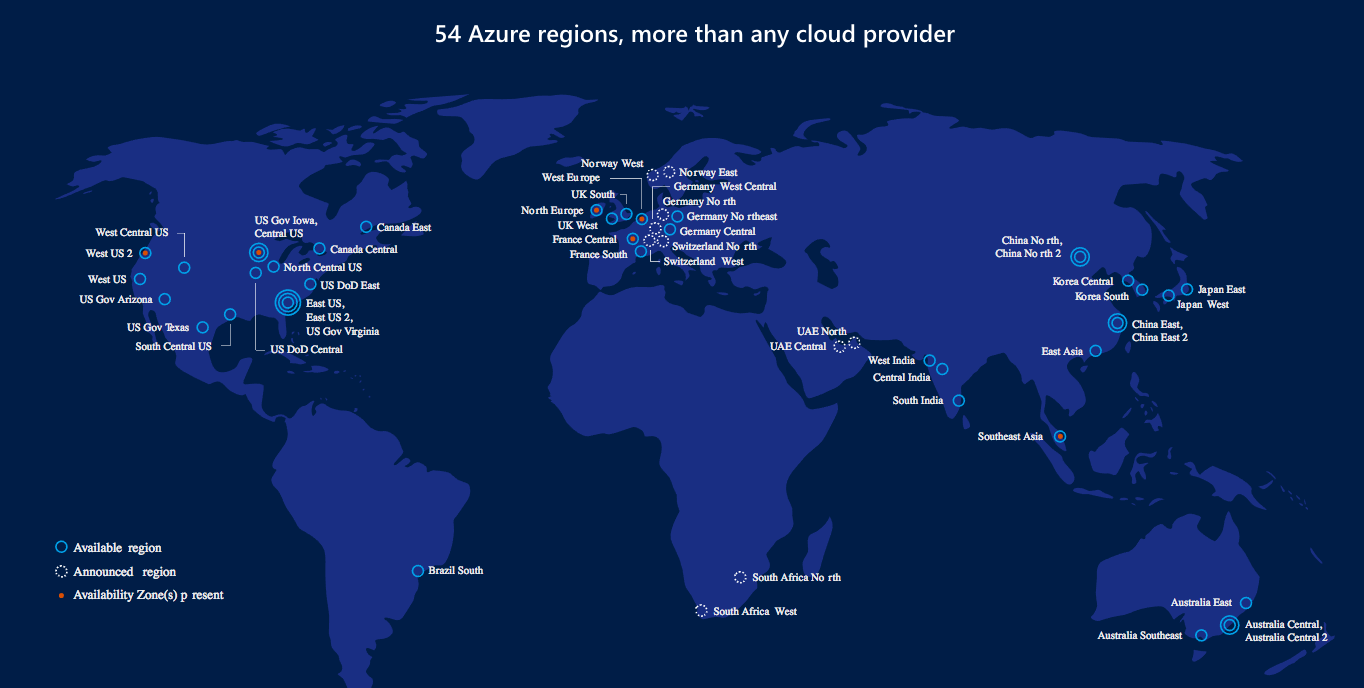 54 Azure regions, more than any cloud provider
Norway West
Norway East
West Europe
Germany West Central
UK South
Germany No rth
North Europe
Germany No rtheast
UK West
Germany Central
France Central
Switzerland No rth
France South
Switzerland West
US Gov Iowa,
Central US
Canada East
West Central US
West US 2
Canada Central
North Central US
West US
US DoD East
US Gov Arizona
East US,
East US 2,
US Gov Virginia
US Gov Texas
South Central US
US DoD Central
China No rth,
China No rth 2
Korea Central
Korea South
Japan East
Japan West
China East,
China East 2
East Asia
UAE North
UAE Central
West India
Central India
South India
Southeast Asia
Available region
Announced region
Availability Zone(s) p resent
Brazil South
South Africa No rth
South Africa West
Australia East
Australia Central,
Australia Central 2
Australia Southeast